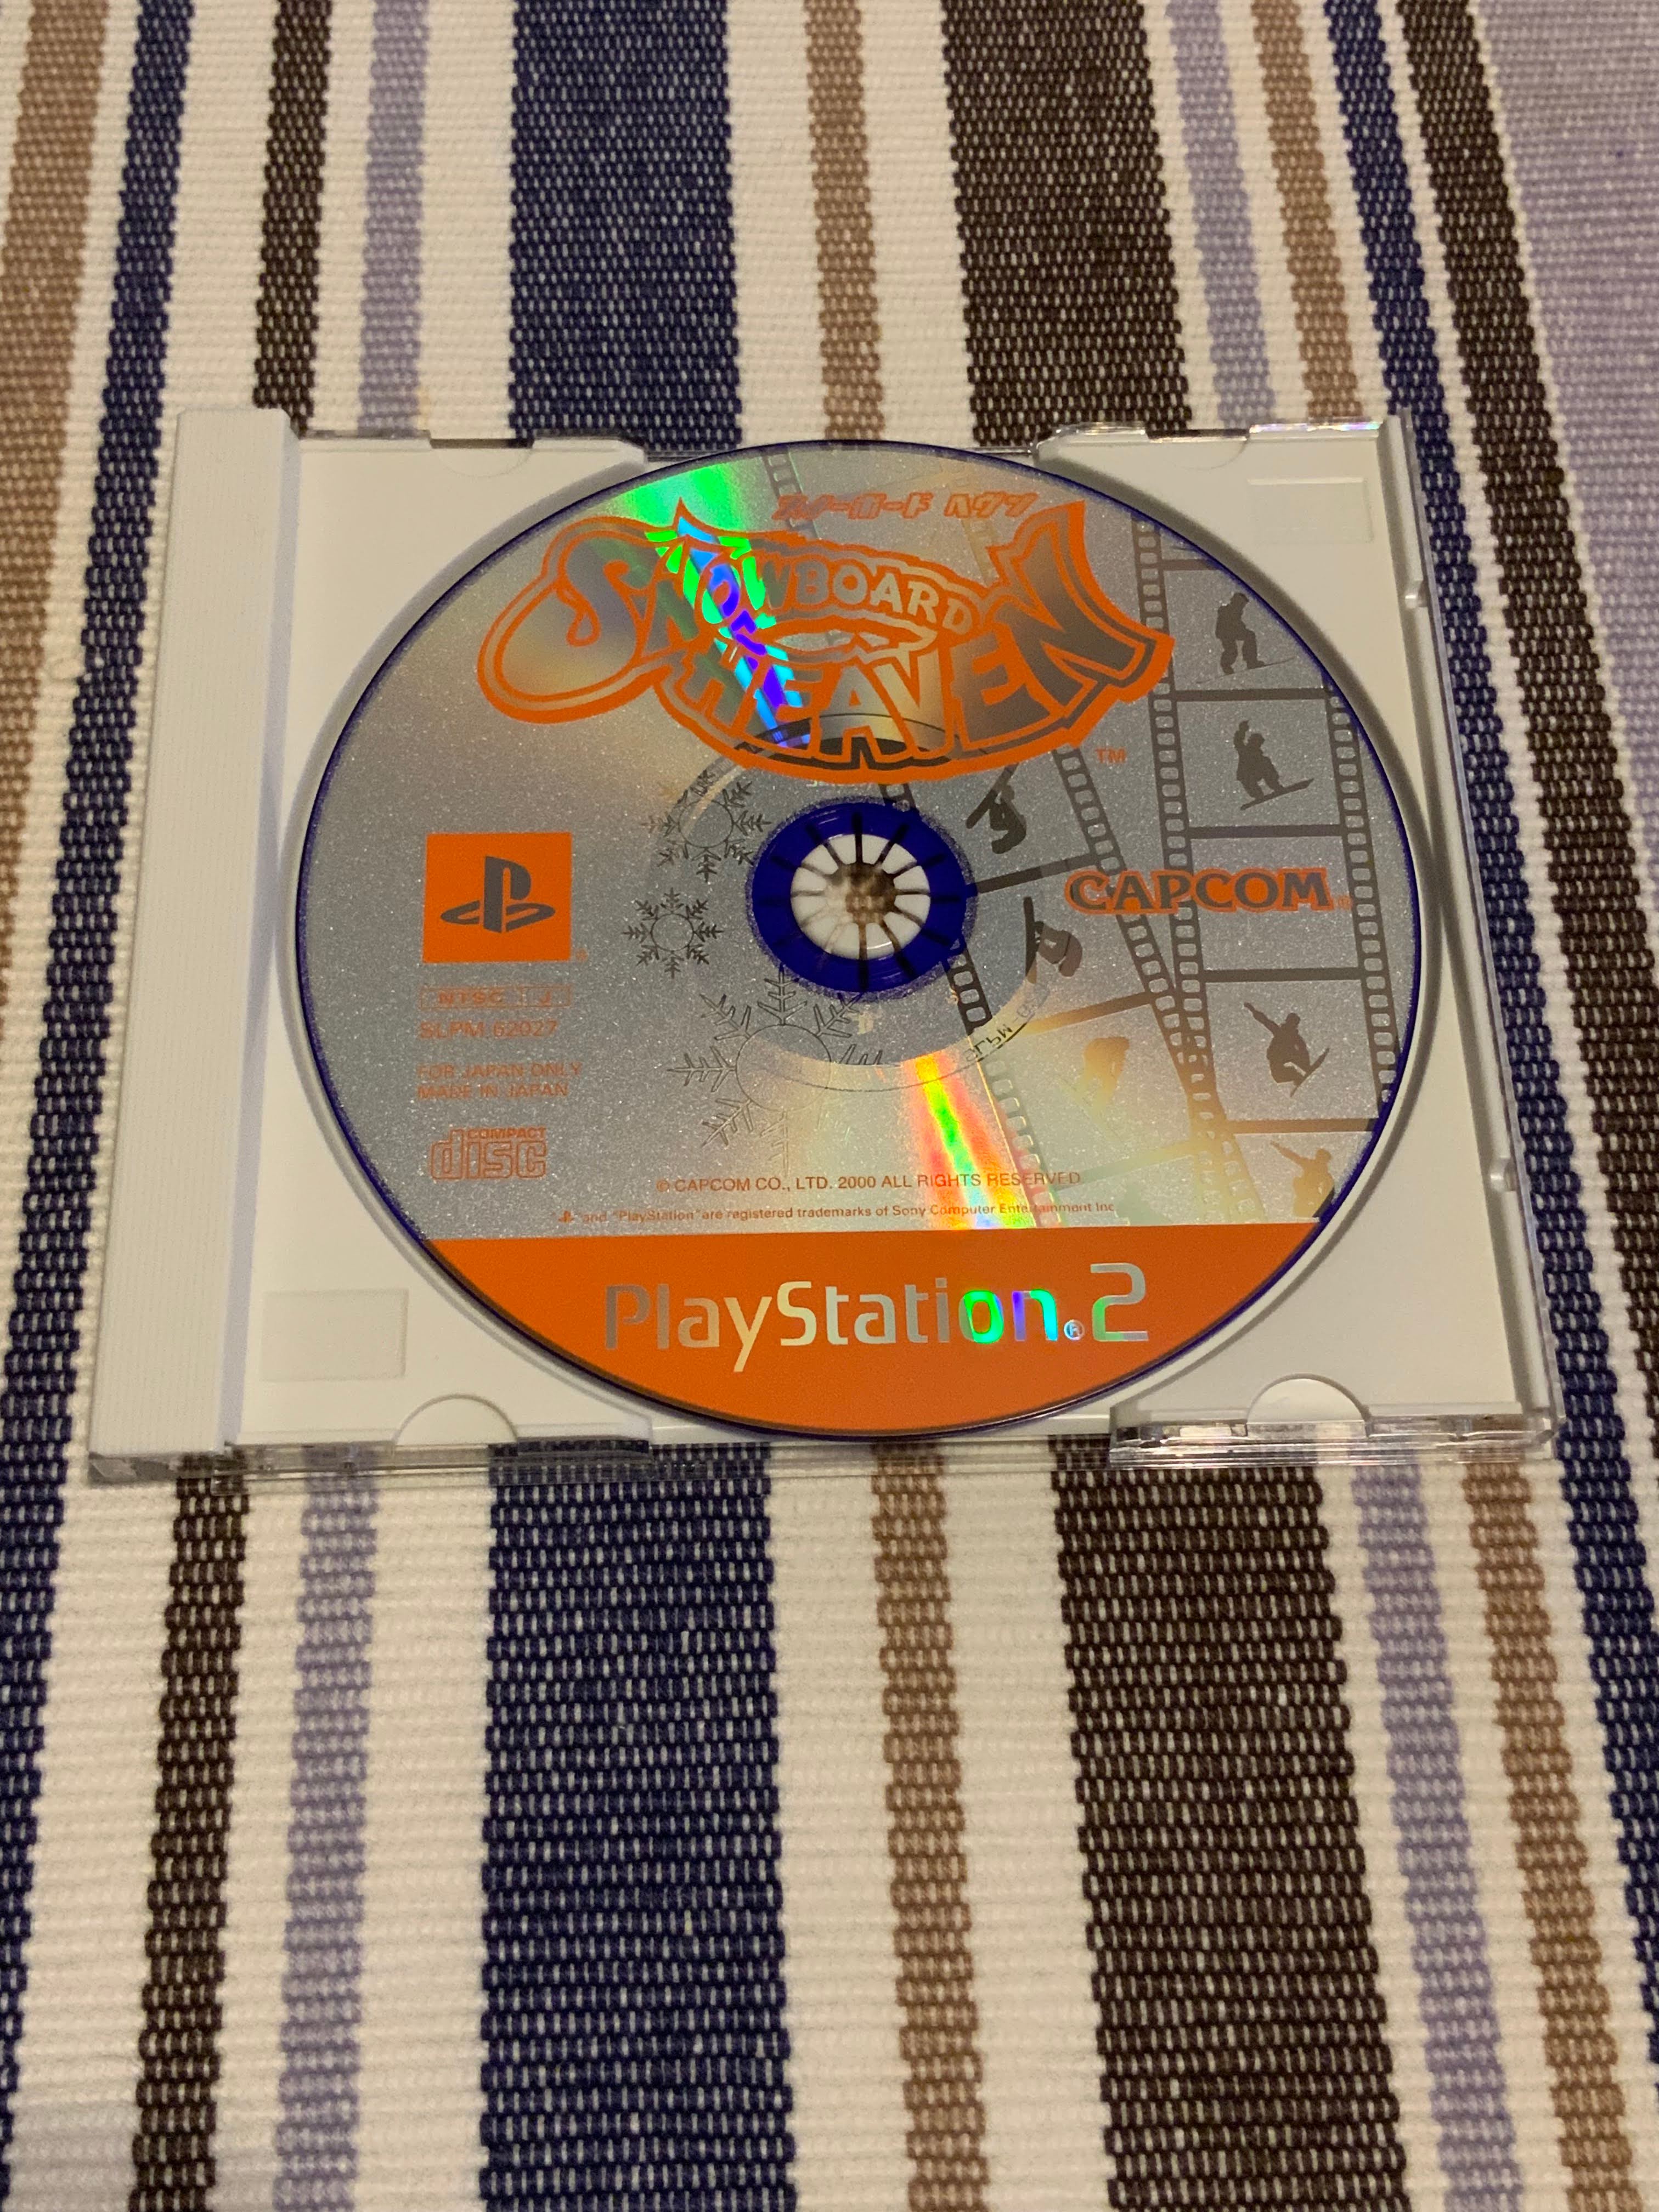 スノーボード ヘヴン
SNOWBOARD
HEAVEN
TM
CAPCOM
NTSC J
SLPM 62027
FOR JAPAN ONLY
MADE IN JAPAN
COMPACT
disc
© CAPCOM CO., LTD. 2000 ALL RIGHTS RESERVED.
" " and "PlayStation" are registered trademarks of Sony Computer Entertainment Inc.
PlayStation®2